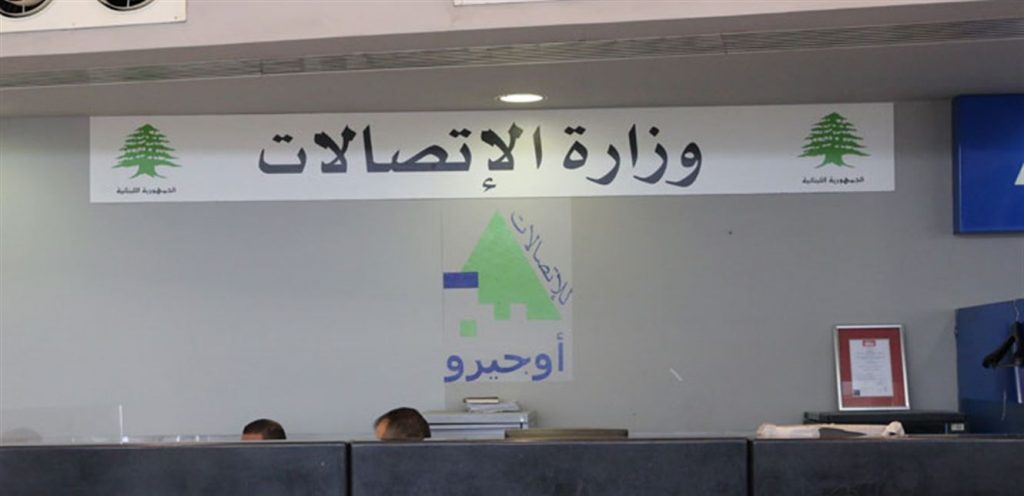 وزارة الإتصالات
الجمهورية اللبنانية
الجمهورية اللبنانية
للإتصالات
أوجيرو